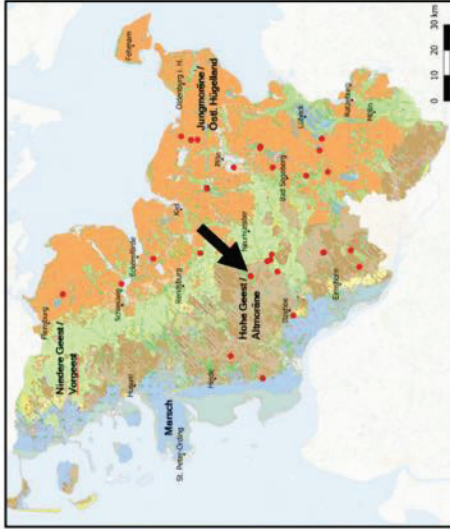 Flensburg
Niedere Geest /
Vorgeest
Schleswig
Eckernförde
Husum
Fehmarn
Kiel
Oldenburg i. H.
Rendsburg
St. Peter-Ording
Marsch
Heide
Plön
Jungmoräne /
Östl. Hügelland
Neumünster
Hohe Geest /
Altmoräne
Itzehoe
Bad Segeberg
Lübeck
Elmshorn
Ratzeburg
Mölln
0 10 20 30 km